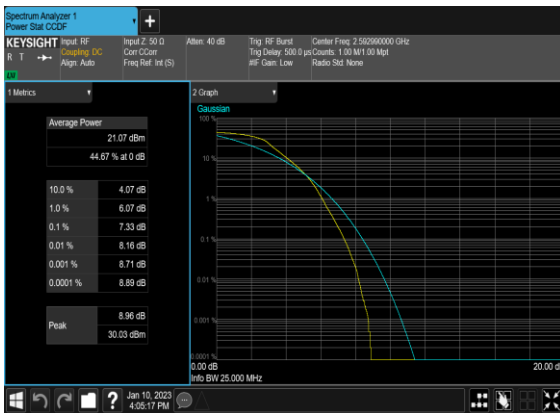 Spectrum Analyzer 1
Power Stat CCDF
KEYSIGHT
R T
LV
Input: RF
Coupling: DC
Align: Auto
Input Z: 50 Ω
Corr CCorr
Freq Ref: Int (S)
Atten: 40 dB
Trig: RF Burst
Trig Delay: 500.0 µs
#IF Gain: Low
Center Freq: 2.592990000 GHz
Counts: 1.00 M/1.00 Mpt
Radio Std: None
1 Metrics
Average Power
21.07 dBm
44.67 % at 0 dB
10.0 % 4.07 dB
1.0 % 6.07 dB
0.1 % 7.33 dB
0.01 % 8.16 dB
0.001 % 8.71 dB
0.0001 % 8.89 dB
Peak
8.96 dB
30.03 dBm
2 Graph
Gaussian
100 %
10 %
1 %
0.1 %
0.01 %
0.001 %
0.0001 %
0.00 dB
20.00 d
Info BW 25.000 MHz
Jan 10, 2023
4:05:17 PM